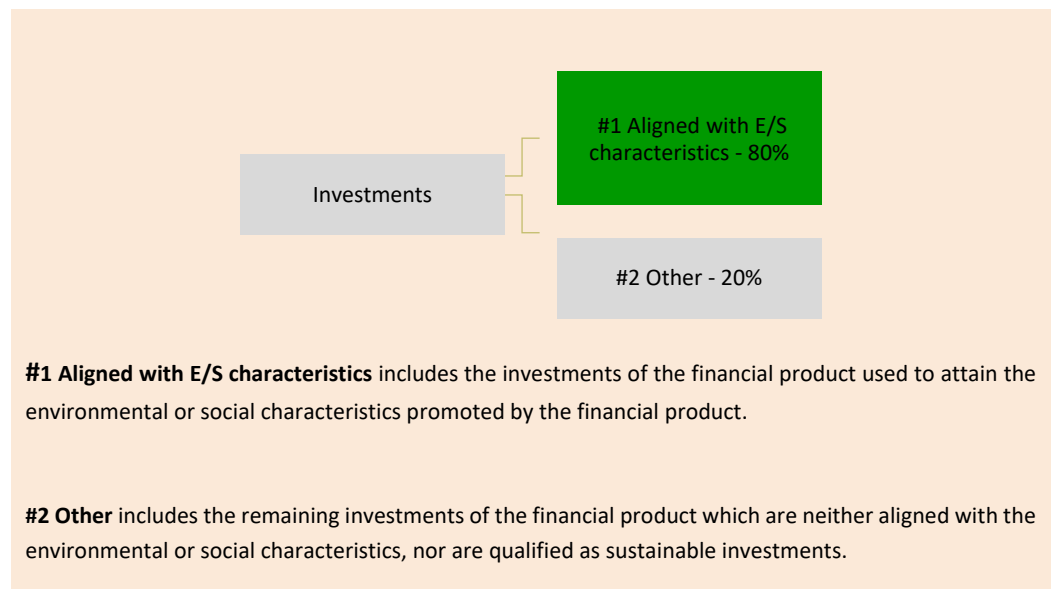 #1 Aligned with E/S
characteristics - 80%
Investments
#2 Other - 20%
#1 Aligned with E/S characteristics includes the investments of the financial product used to attain the
environmental or social characteristics promoted by the financial product.
#2 Other includes the remaining investments of the financial product which are neither aligned with the
environmental or social characteristics, nor are qualified as sustainable investments.